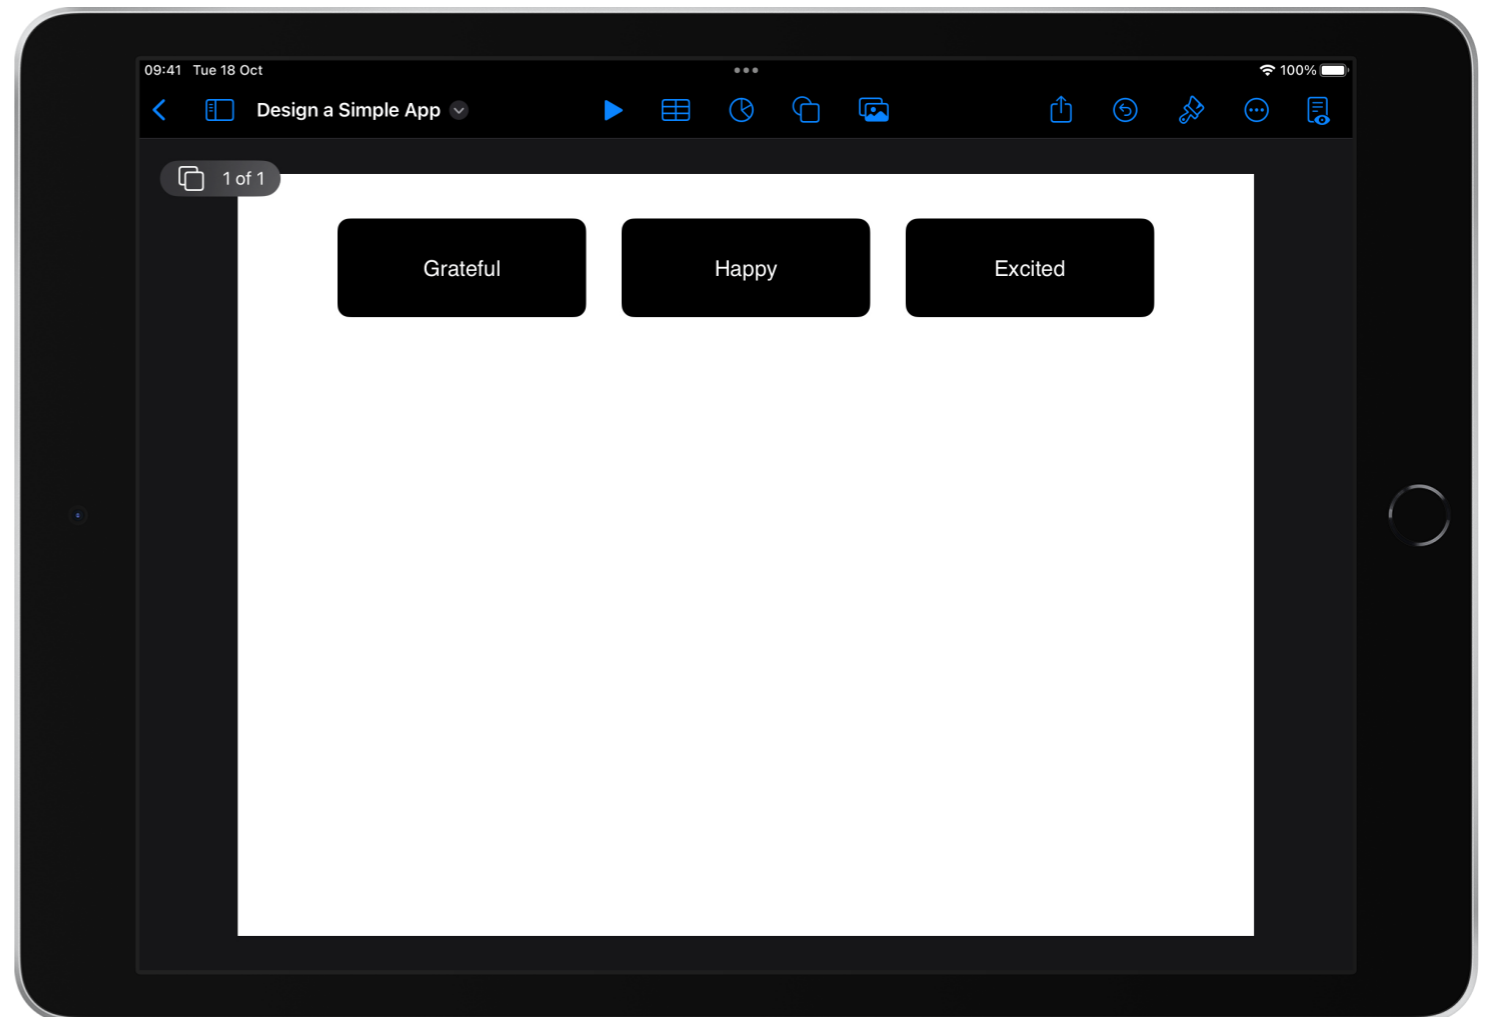 09:41 Tue 18 Oct
100%
Design a Simple App
1 of 1
Grateful
Happy
Excited